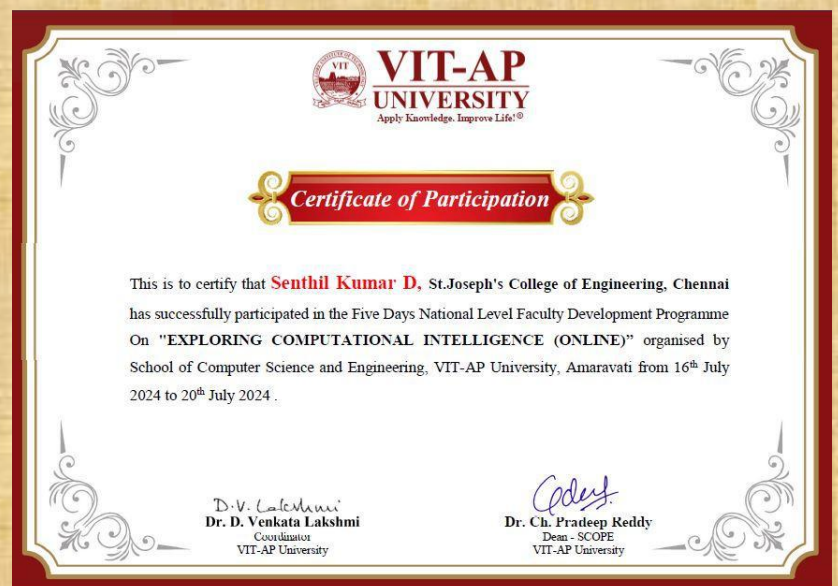 VIT
VIT-AP
UNIVERSITY
Apply Knowledge. Improve Life!®
Certificate of Participation
This is to certify that Senthil Kumar D, St.Joseph's College of Engineering, Chennai
has successfully participated in the Five Days National Level Faculty Development Programme
On "EXPLORING COMPUTATIONAL INTELLIGENCE (ONLINE)” organised by
School of Computer Science and Engineering, VIT-AP University, Amaravati from 16th July
2024 to 20th July 2024 .
D.V. Lakshmi
Dr. D. Venkata Lakshmi
Coordinator
VIT-AP University
Dr. Ch. Pradeep Reddy
Dean - SCOPE
VIT-AP University